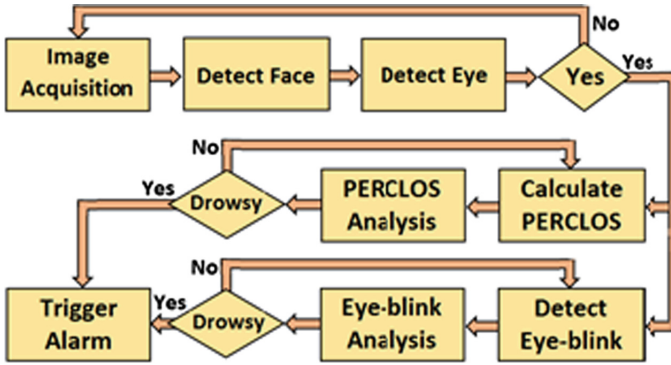 No
Image
Acquisition
Detect Face
Detect Eye
Yes
Yes
No
Yes
Drowsy
PERCLOS
Analysis
Calculate
PERCLOS
No
Trigger
Alarm
Yes
Drowsy
Eye-blink
Analysis
Detect
Eye-blink